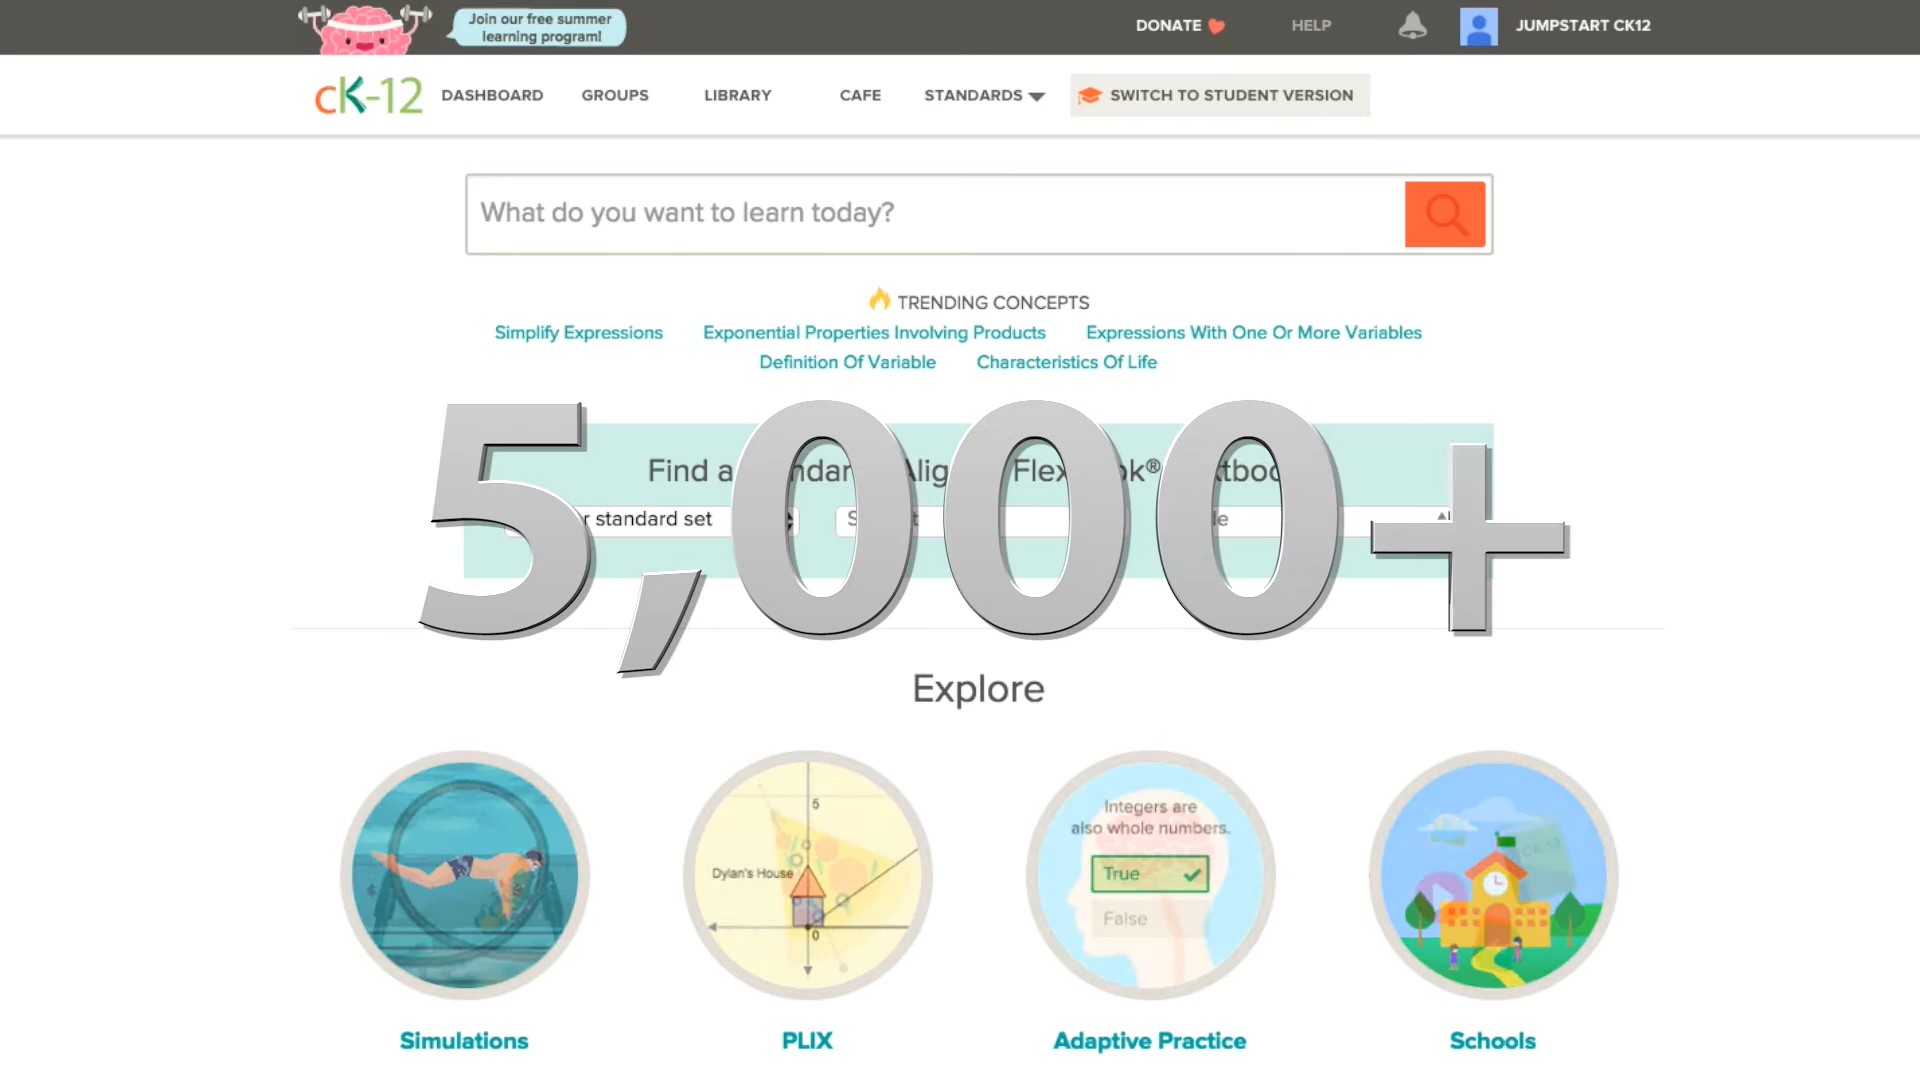 Join our free summer
learning program!
DONATE
HELP
JUMPSTART CK12
cK-12
DASHBOARD
GROUPS
LIBRARY
CAFE
STANDARDS
SWITCH TO STUDENT VERSION
What do you want to learn today?
TRENDING CONCEPTS
Simplify Expressions
Exponential Properties Involving Products
Expressions With One Or More Variables
Definition Of Variable
Characteristics Of Life
5,000+
Find a
standard set
Explore
5
Dylan's House
0
Integers are
also whole numbers.
True
False
Simulations
PLIX
Adaptive Practice
Schools